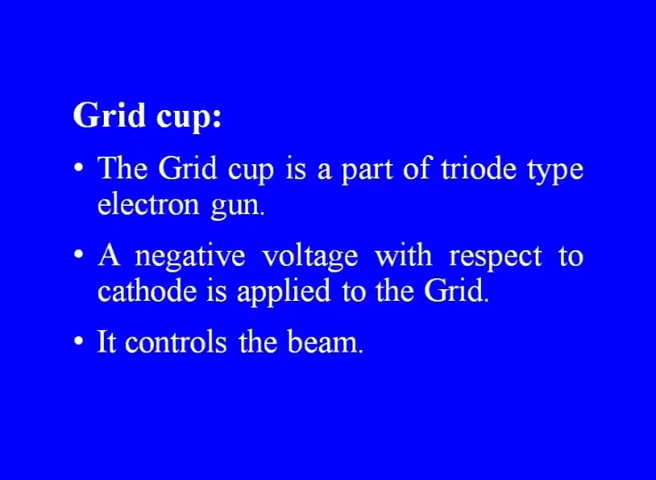 Grid cup:
• The Grid cup is a part of triode type
electron gun.
• A negative voltage with respect to
cathode is applied to the Grid.
• It controls the beam.